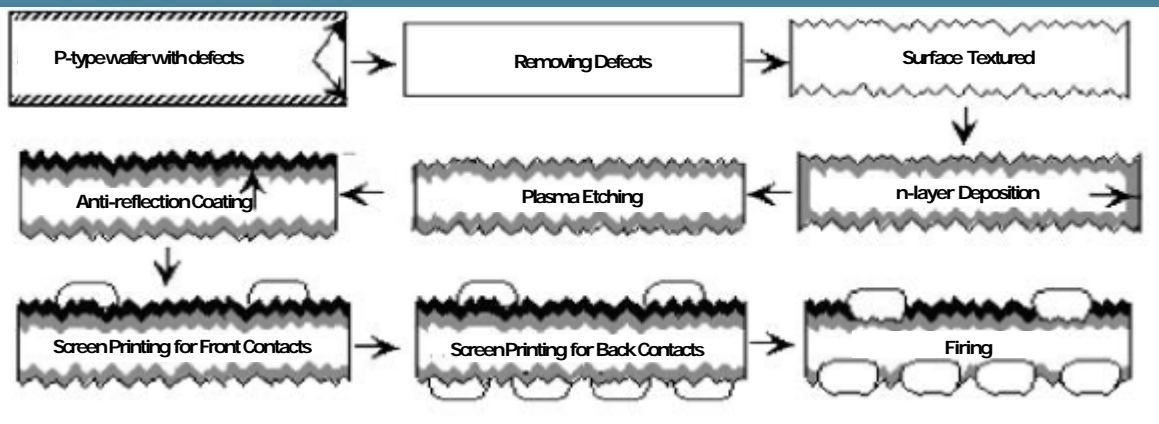 P-type wafer with defects
Removing Defects
Surface Textured
n-layer Deposition
Plasma Etching
Anti-reflection Coating
Screen Printing for Front Contacts
Screen Printing for Back Contacts
Firing